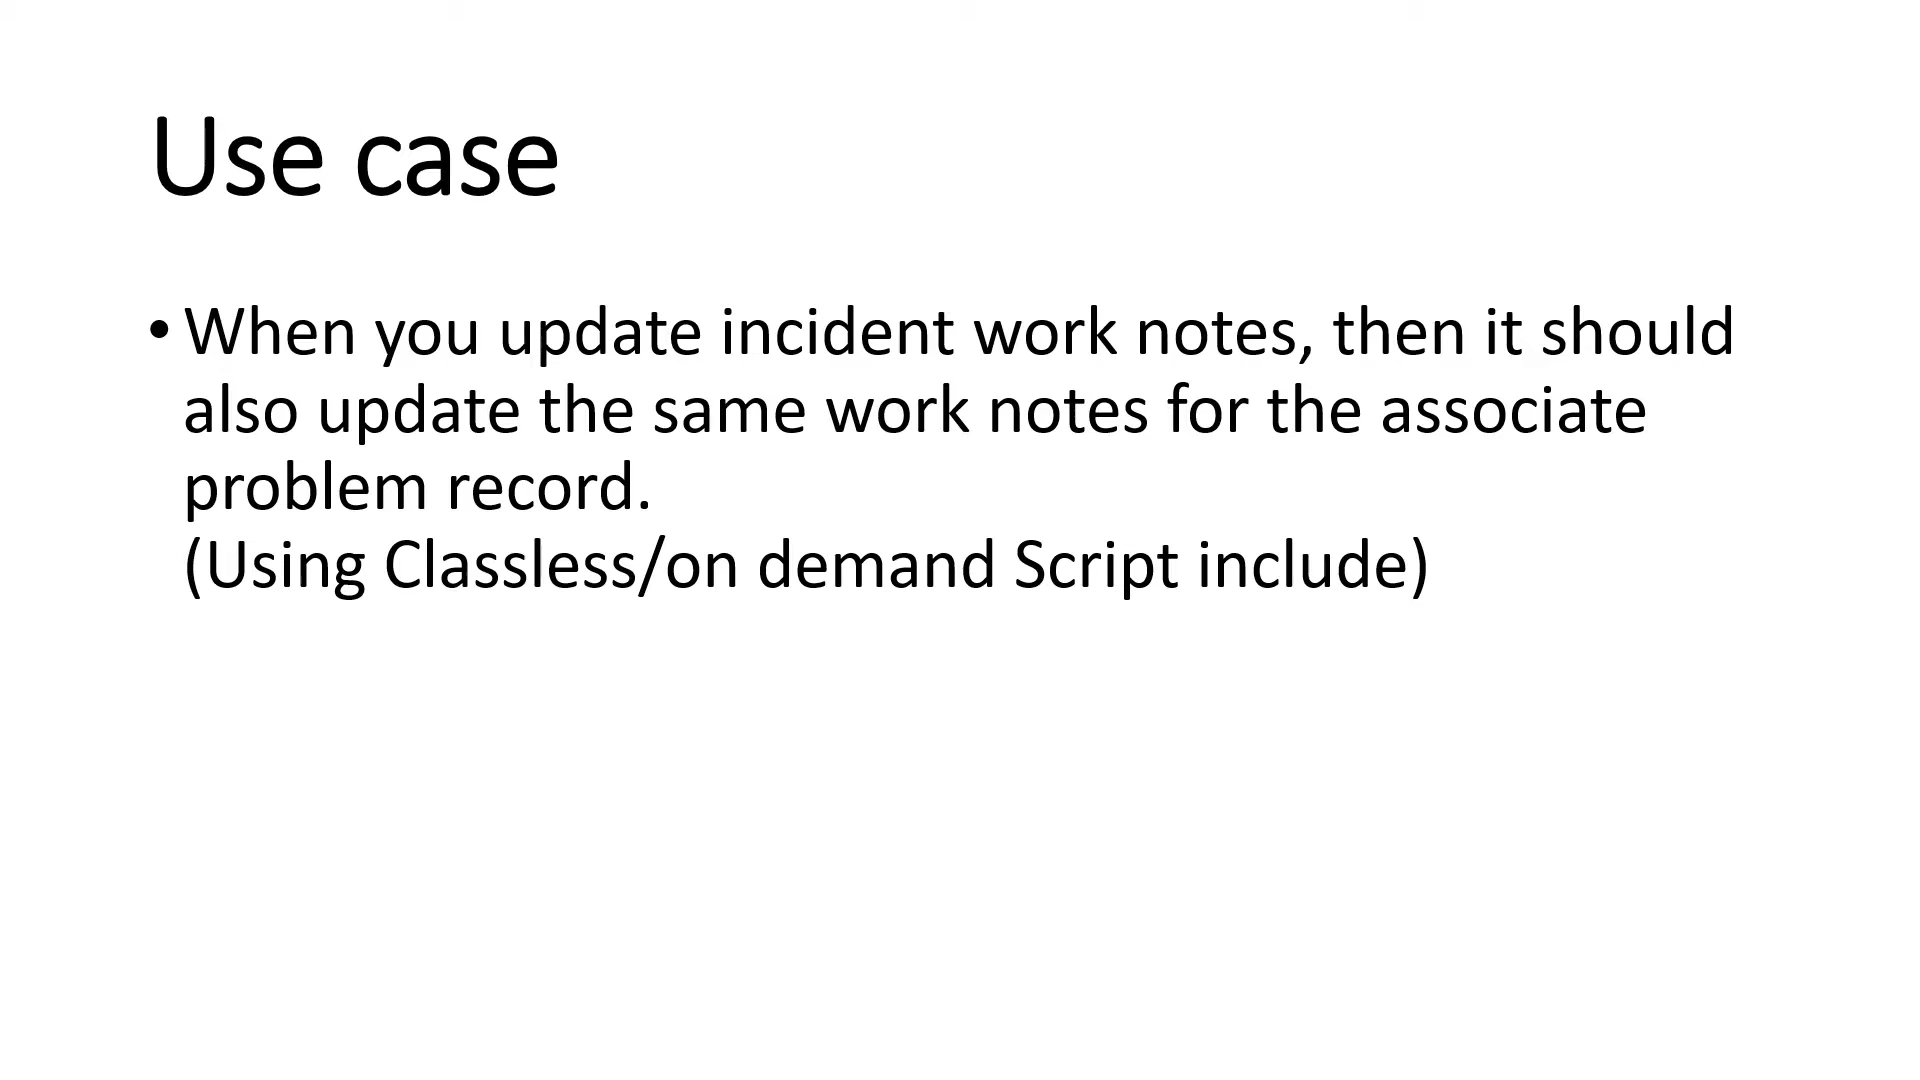 Use case
• When you update incident work notes, then it should
also update the same work notes for the associate
problem record.
(Using Classless/on demand Script include)